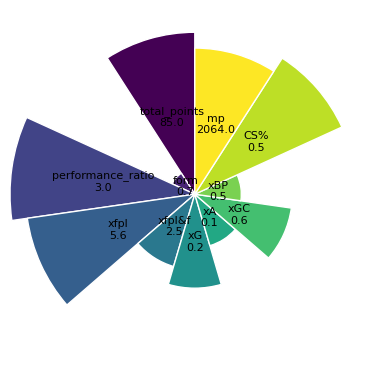 total_points
85.0
mp
2064.0
CS%
0.5
performance_ratio
3.0
form
xBP
0.5
xfpl
5.6
xfpl&f
2.5
xA
0.1
xGC
0.6
xG
0.2